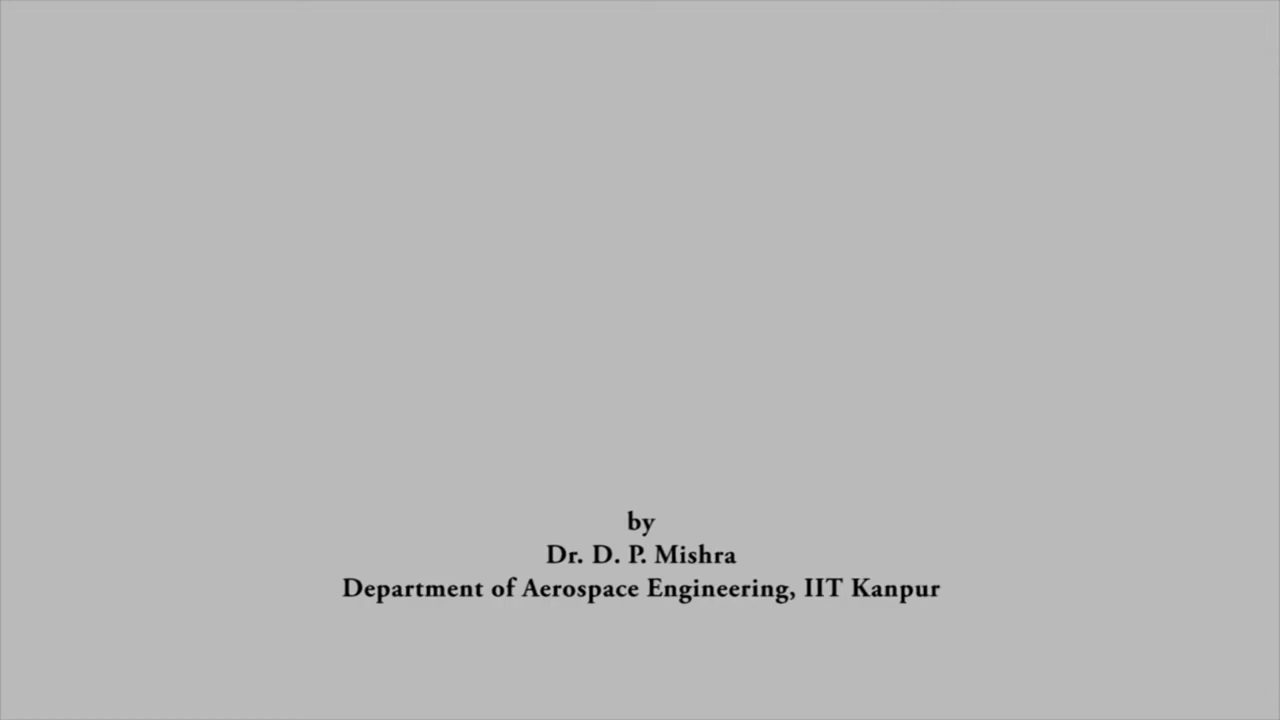 by
Dr. D. P. Mishra
Department of Aerospace Engineering, IIT Kanpur